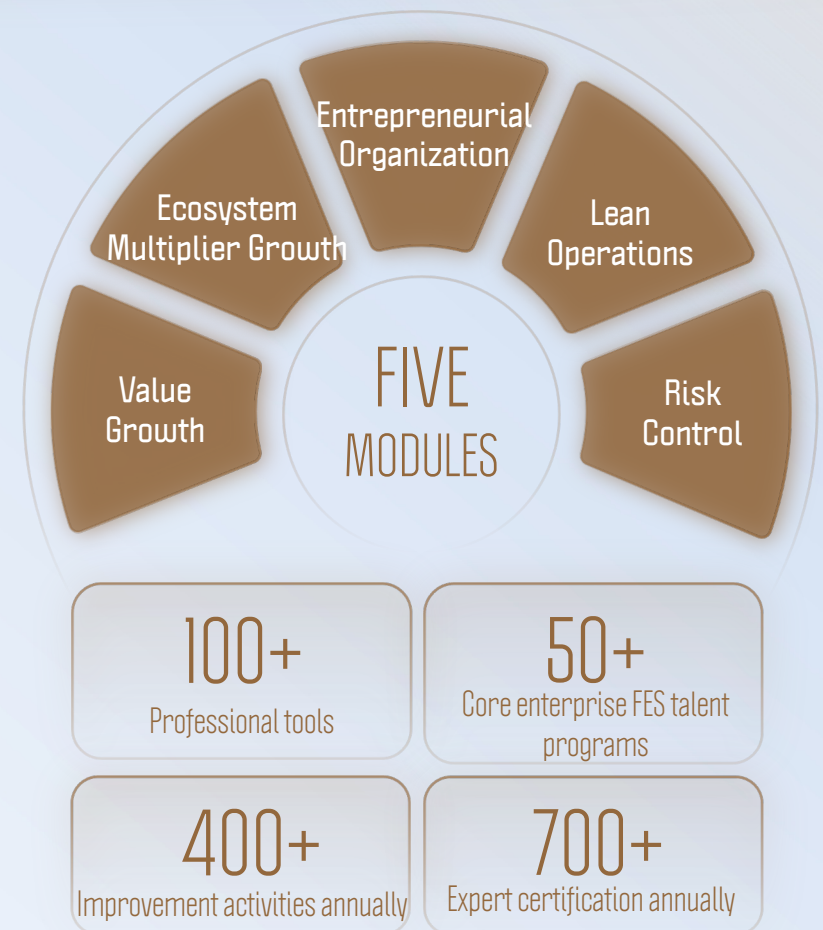 Entrepreneurial
Organization
Ecosystem
Multiplier Growth
Lean
Operations
Value
Growth
FIVE
MODULES
Risk
Control
100+
Professional tools
50+
Core enterprise FES talent
programs
400+
Improvement activities annually
700+
Expert certification annually